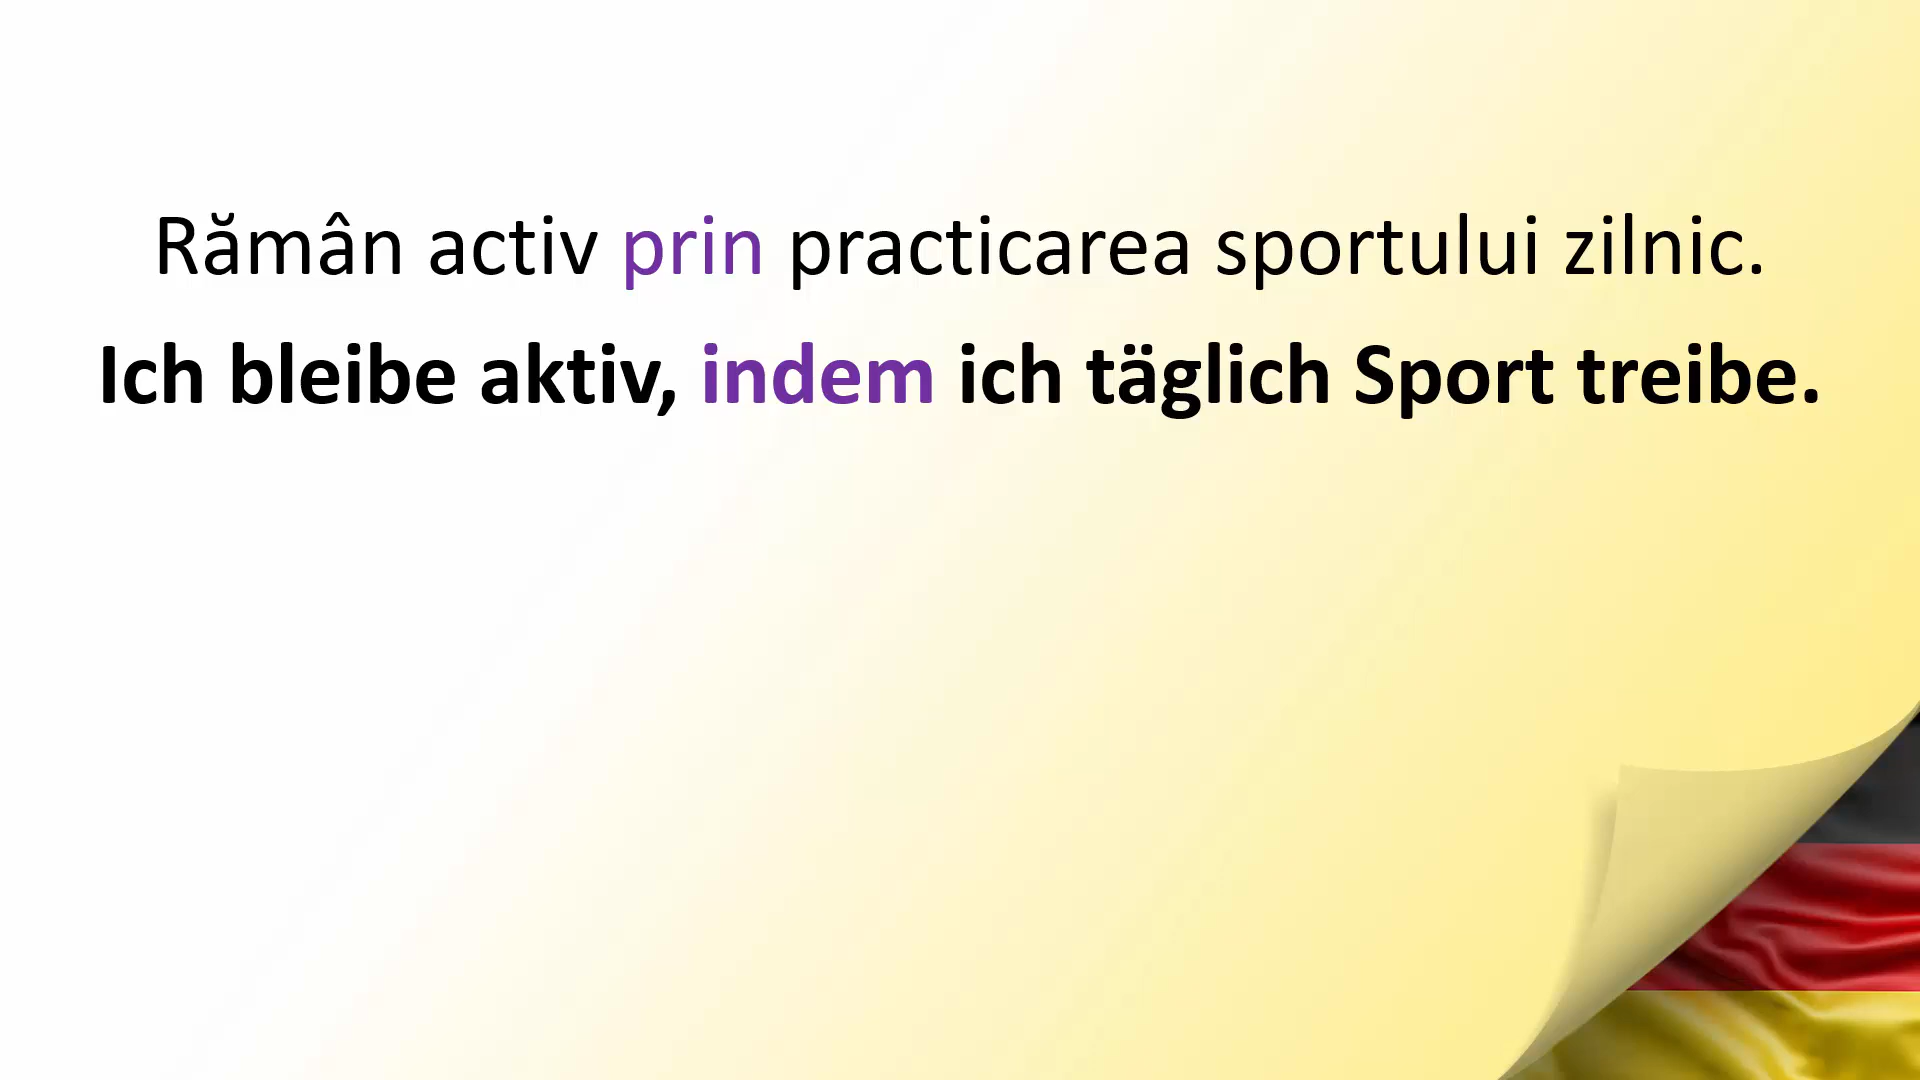 Rămân activ prin practicarea sportului zilnic.
Ich bleibe aktiv, indem ich täglich Sport treibe.